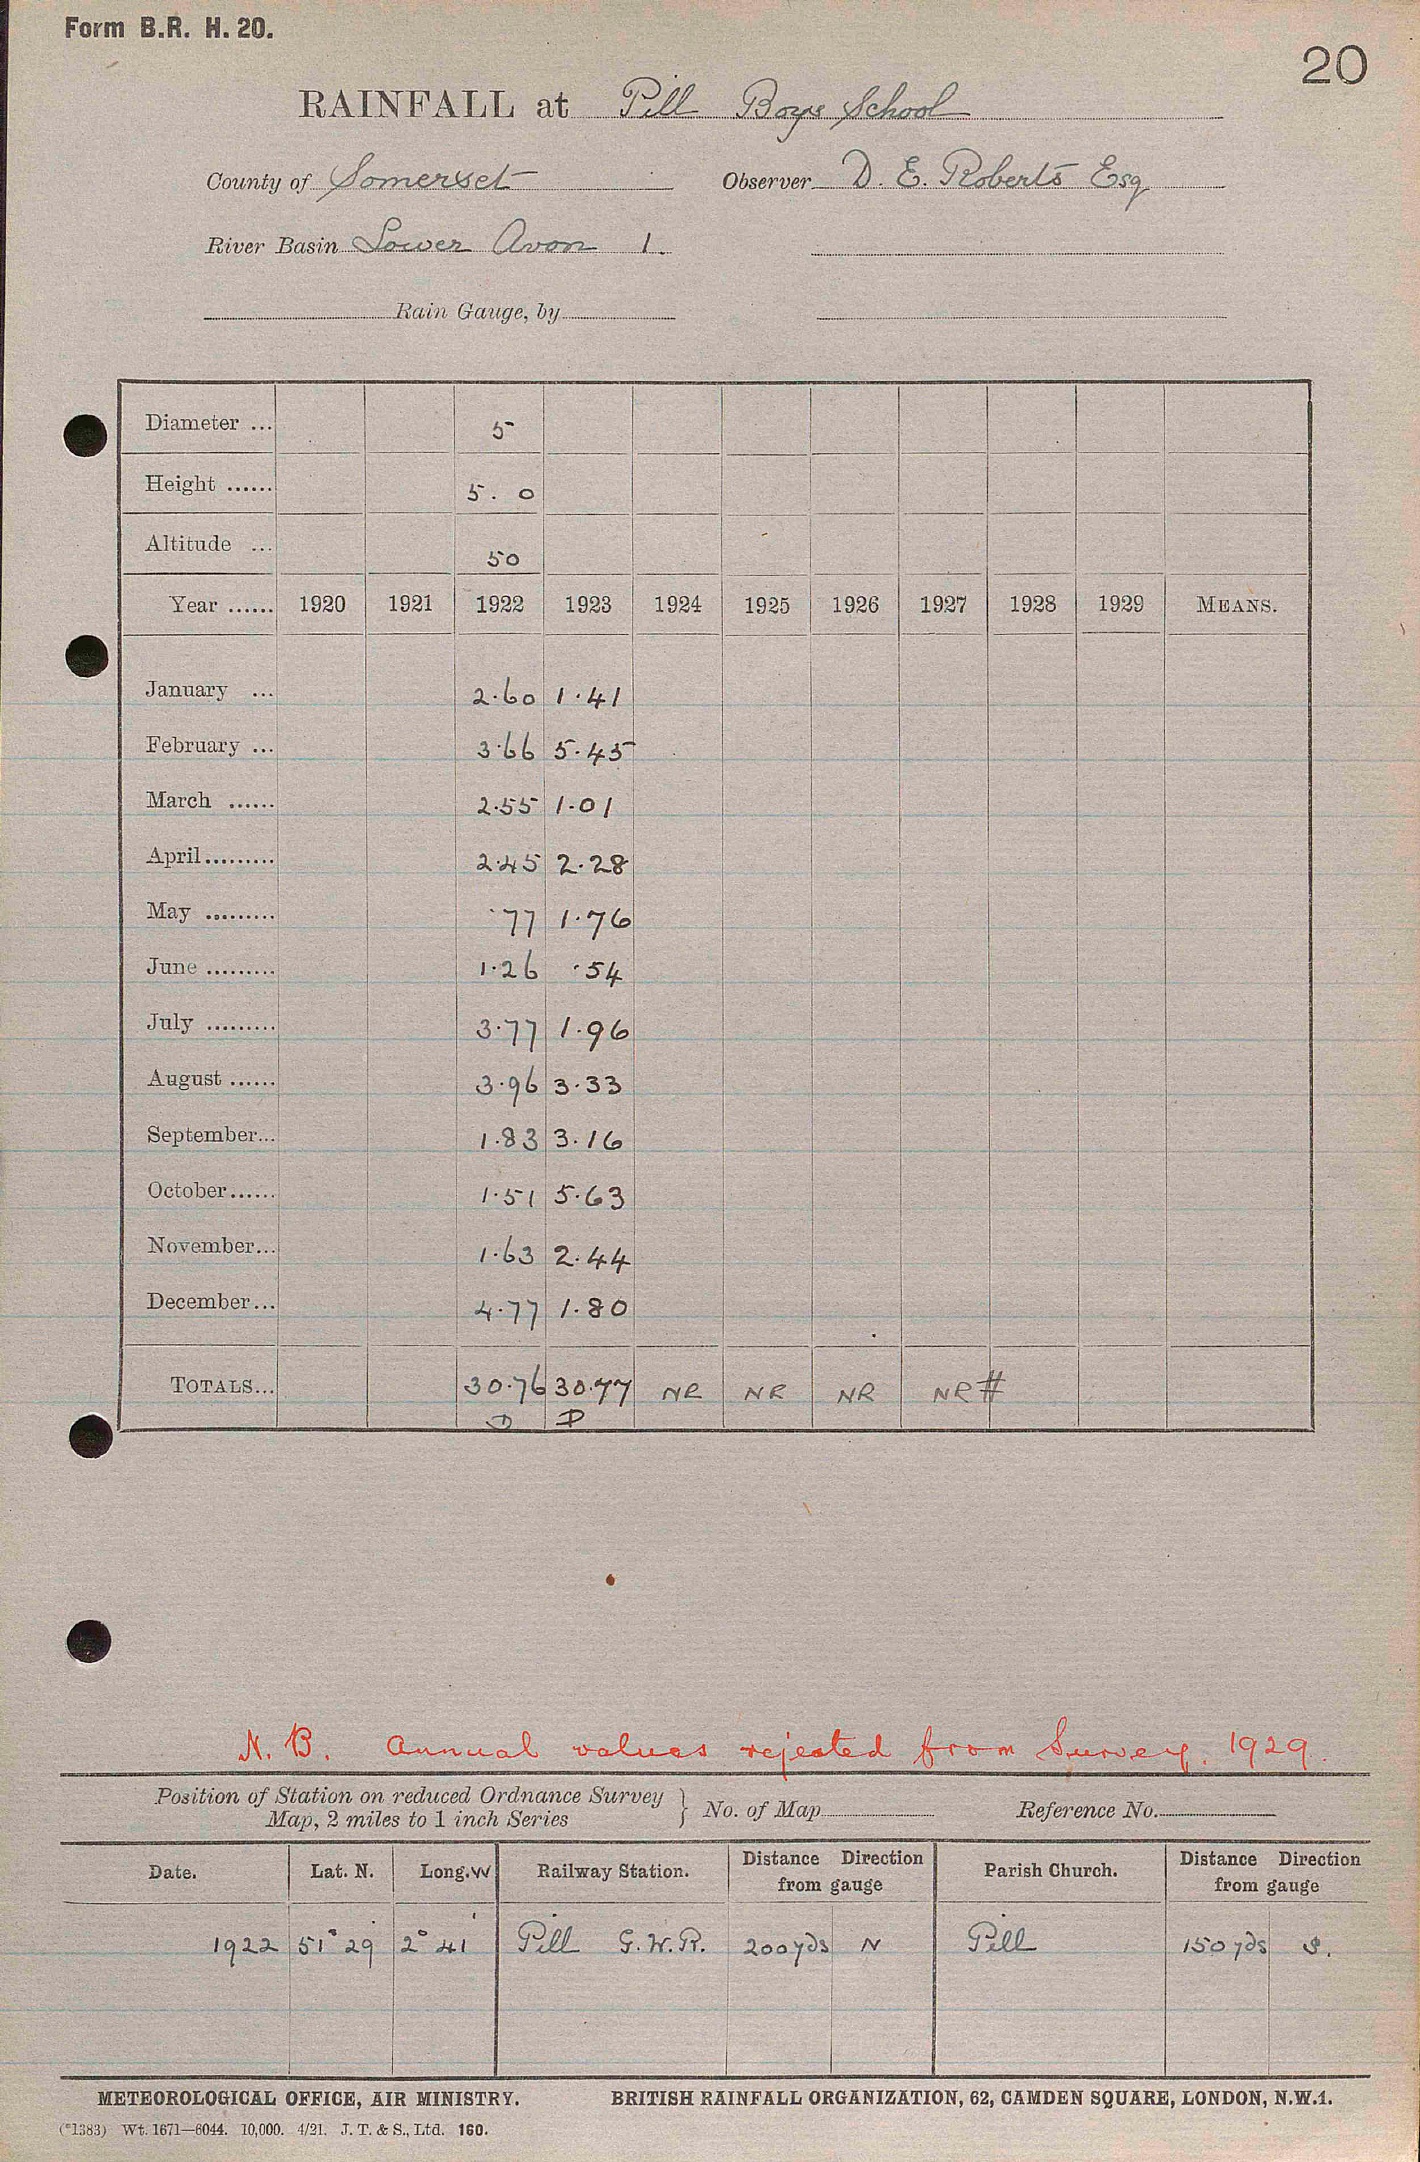 Form B.R. H. 20.
20
RAINFALL at Pill Boys School
County of Somerset Observer D. E. Roberts Esq
River Basin Lower Avon 1.
Rain Gauge, by
Diameter ... 5
Height ...... 5. 0
Altitude ... 50
Year ...... 1920 1921 1922 1923 1924 1925 1926 1927 1928 1929 MEANS.
January ... 2.60 1.41
February ... 3.66 5.45
March ...... 2.55 1.01
April......... 2.45 2.28
May ......... .77 1.76
June ......... 1.26 .54
July ......... 3.77 1.96
August ...... 3.96 3.33
September... 1.83 3.16
October...... 1.51 5.63
November... 1.63 2.44
December... 4.77 1.80
TOTALS... 30.76 30.77 NR NR NR NR #
D D
N.B. Annual values rejected from Survey. 1929.
Position of Station on reduced Ordnance Survey
Map, 2 miles to 1 inch Series } No. of Map Reference No.
Date. Lat. N. Long. W Railway Station. Distance Direction from gauge Parish Church. Distance Direction from gauge
1922 51° 29' 2° 41' Pill G.W.R. 200 yds N Pill 150 yds S.
METEOROLOGICAL OFFICE, AIR MINISTRY. BRITISH RAINFALL ORGANIZATION, 62, CAMDEN SQUARE, LONDON, N.W.1.
(*1383) Wt. 1671—6044. 10,000. 4/21. J. T. & S., Ltd. 160.